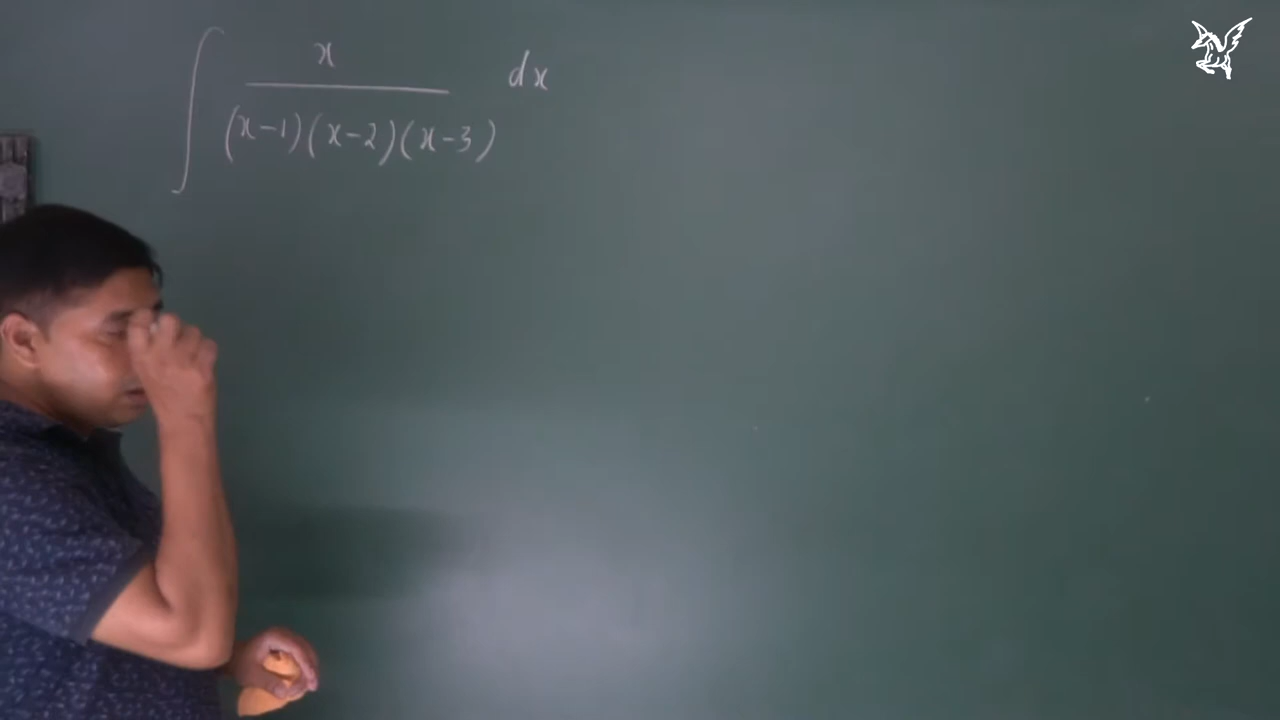 ∫ x / (x-1)(x-2)(x-3) dx